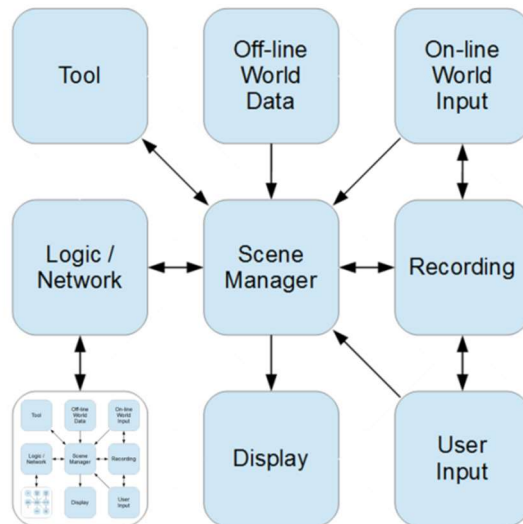 Tool
Off-line
World
Data
On-line
World
Input
Logic /
Network
Scene
Manager
Recording
Display
User
Input
Tool
Off-line
World
Data
On-line
World
Input
Logic /
Network
Scene
Manager
Recording
Display
User
Input